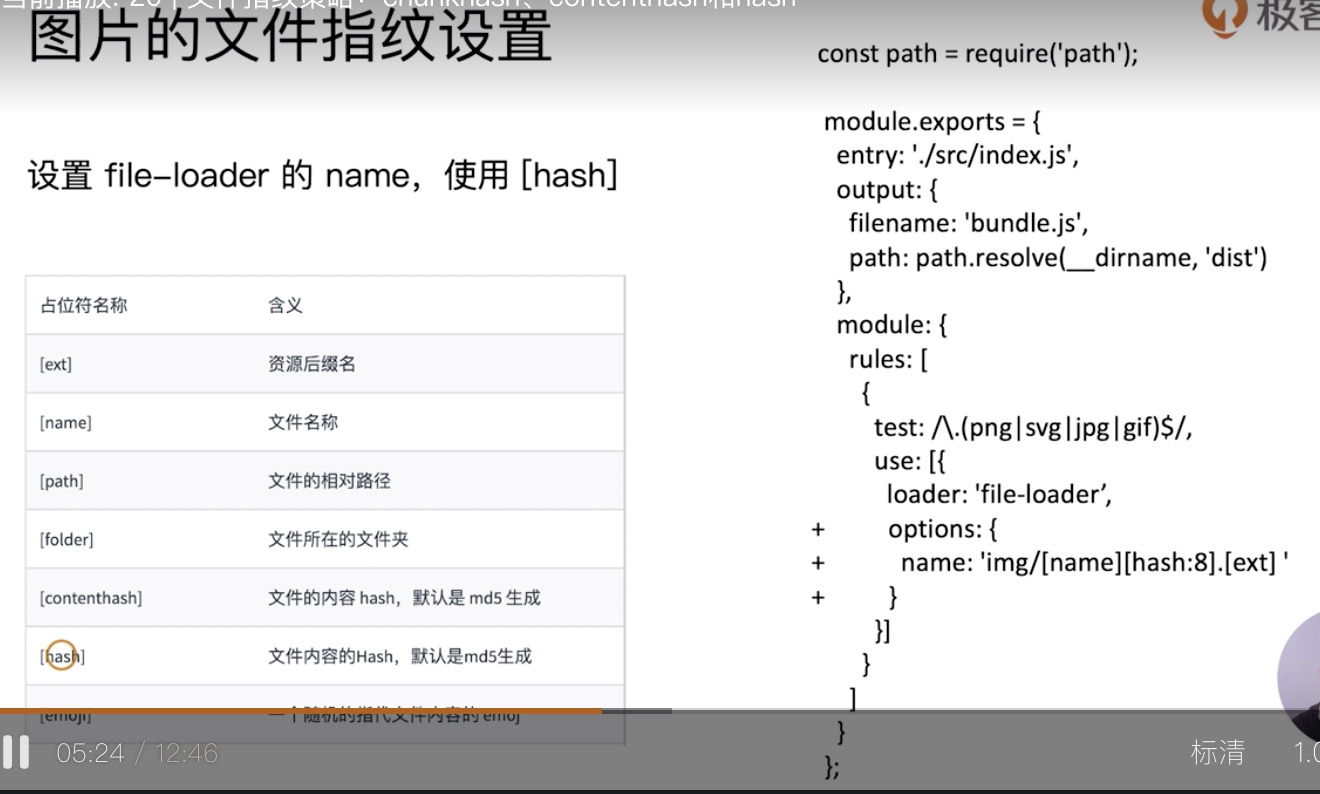 当前播放: 20个文件指纹策略：chunkhash、contenthash和hash
图片的文件指纹设置
极客
设置 file-loader 的 name，使用 [hash]
占位符名称 含义
[ext] 资源后缀名
[name] 文件名称
[path] 文件的相对路径
[folder] 文件所在的文件夹
[contenthash] 文件的内容 hash，默认是 md5 生成
[hash] 文件内容的Hash，默认是md5生成
[emoji] 一个随机的指代文件内容的 emoj
const path = require('path');
module.exports = {
entry: './src/index.js',
output: {
filename: 'bundle.js',
path: path.resolve(__dirname, 'dist')
},
module: {
rules: [
{
test: /\.(png|svg|jpg|gif)$/,
use: [{
loader: 'file-loader’,
+ options: {
+ name: 'img/[name][hash:8].[ext] '
+ }
}]
}
]
}
};
05:24 / 12:46
标清
1.0